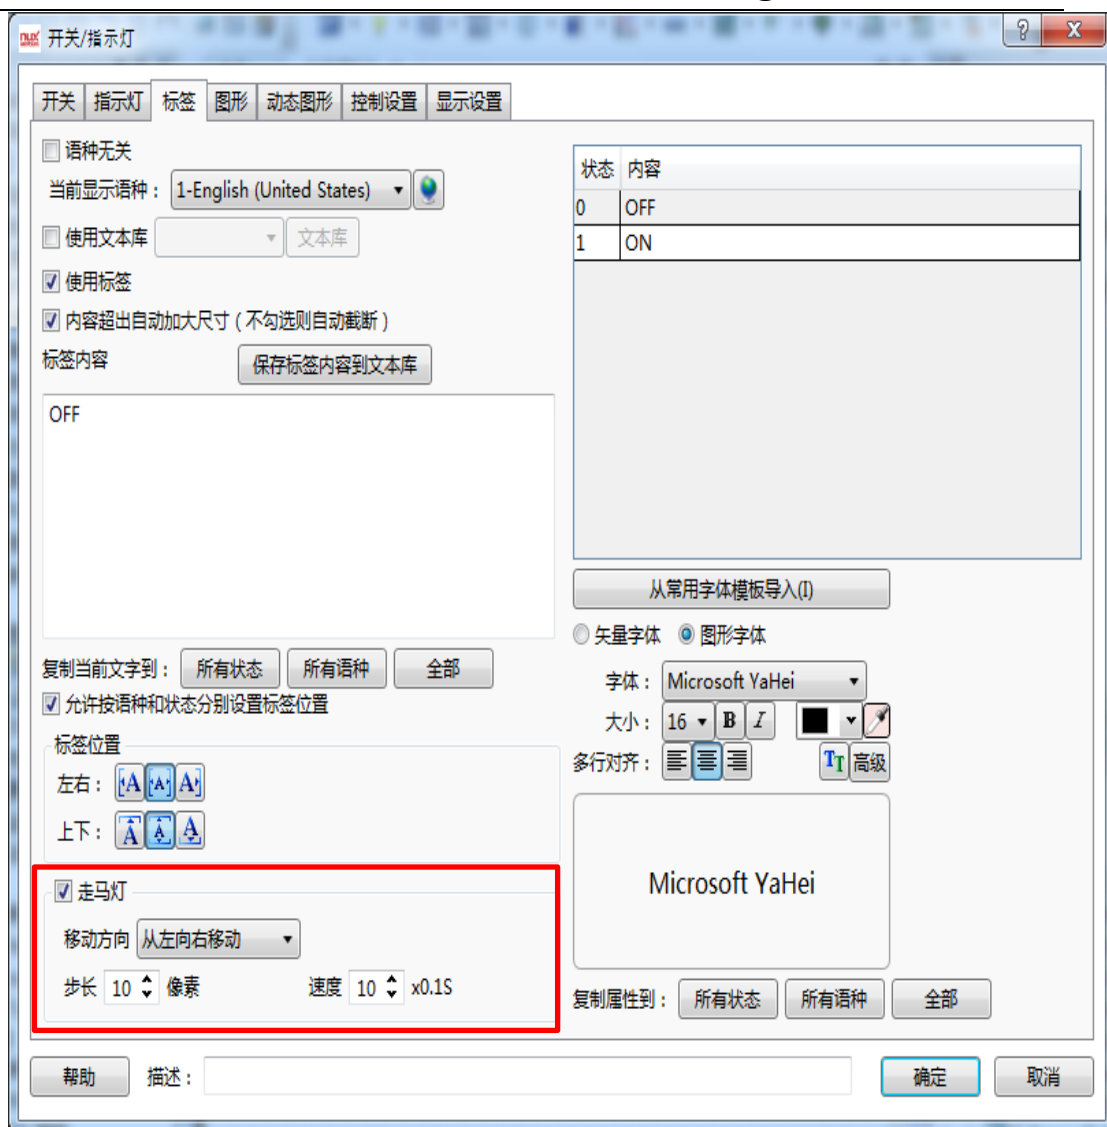 开关/指示灯
开关 指示灯 标签 图形 动态图形 控制设置 显示设置
语种无关
当前显示语种： 1-English (United States)
使用文本库 文本库
使用标签
内容超出自动加大尺寸（不勾选则自动截断）
标签内容 保存标签内容到文本库
OFF
复制当前文字到： 所有状态 所有语种 全部
允许按语种和状态分别设置标签位置
标签位置
左右： A A A
上下： A A A
走马灯
移动方向 从左向右移动
步长 10 像素 速度 10 x0.1S
状态 内容
0 OFF
1 ON
从常用字体模板导入(I)
矢量字体 图形字体
字体： Microsoft YaHei
大小： 16 B I
多行对齐： TT 高级
Microsoft YaHei
复制属性到： 所有状态 所有语种 全部
帮助 描述： 确定 取消